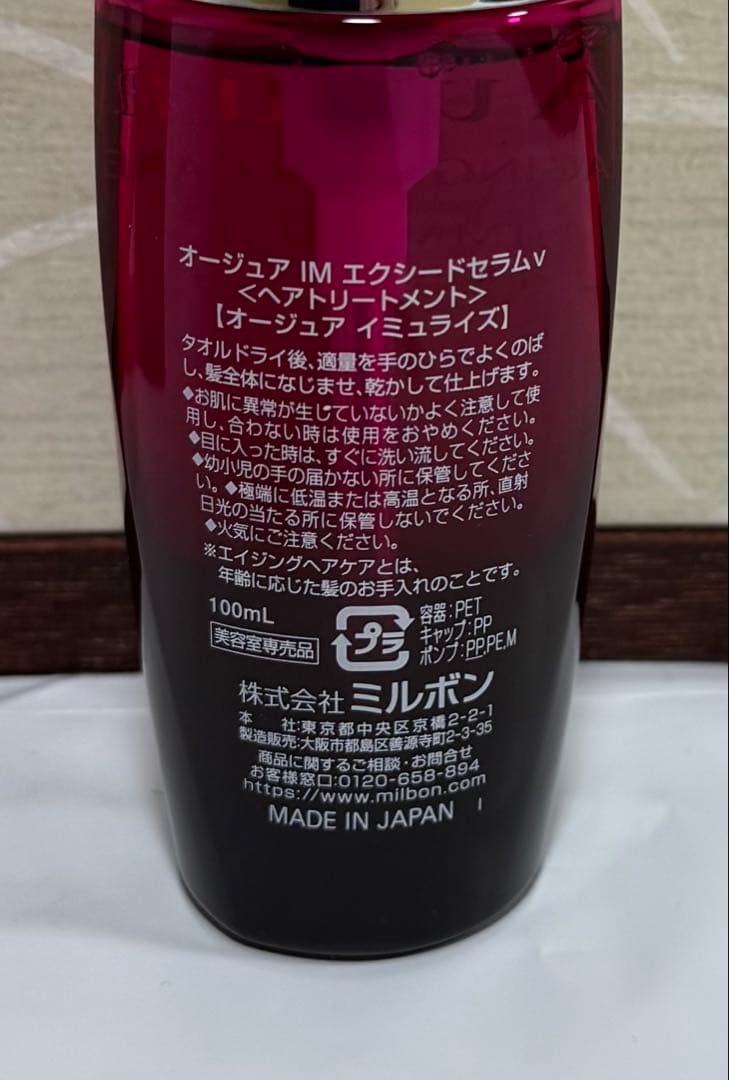 オージュア IM エクシードセラムv
＜ヘアトリートメント＞
【オージュア イミュライズ】
タオルドライ後、適量を手のひらでよくのば
し、髪全体になじませ、乾かして仕上げます。
◆お肌に異常が生じていないかよく注意して使
用し、合わない時は使用をおやめください。
◆目に入った時は、すぐに洗い流してください。
◆幼小児の手の届かない所に保管してくださ
い。◆極端に低温または高温となる所、直射
日光の当たる所に保管しないでください。
◆火気にご注意ください。
※エイジングヘアケアとは、
年齢に応じた髪のお手入れのことです。
100mL
美容室専売品
プラ
容器:PET
キャップ:PP
ポンプ:PP,PE,M
株式会社 ミルボン
本 社:東京都中央区京橋2-2-1
製造販売:大阪市都島区善源寺町2-3-35
商品に関するご相談・お問合せ
お客様窓口:0120-658-894
https://www.milbon.com
MADE IN JAPAN I